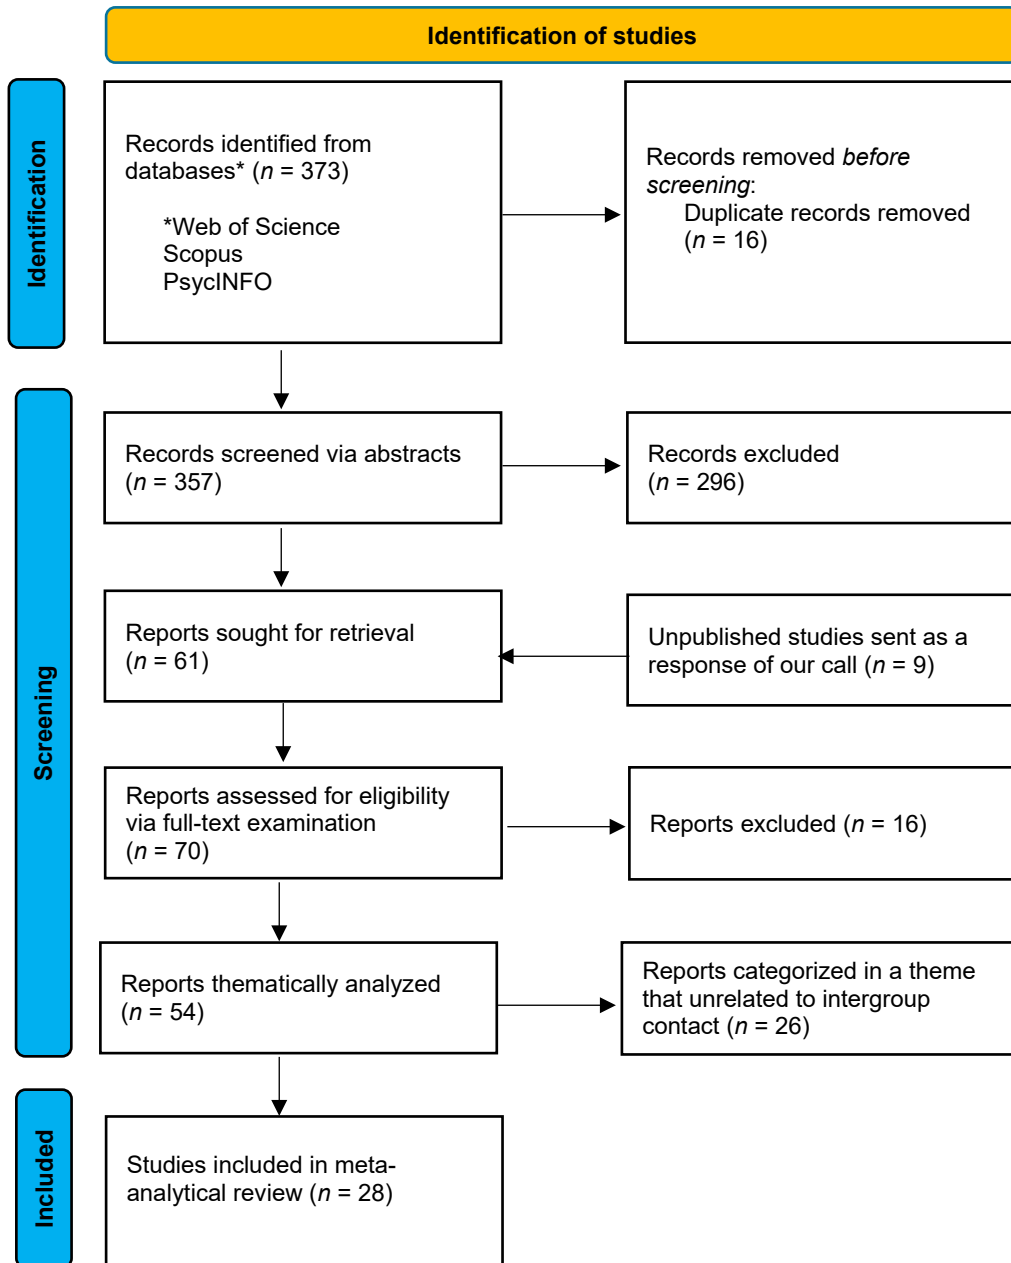 Identification of studies
Identification
Records identified from
databases* (n = 373)
*Web of Science
Scopus
PsycINFO
Records removed before
screening:
Duplicate records removed
(n = 16)
Screening
Records screened via abstracts
(n = 357)
Records excluded
(n = 296)
Reports sought for retrieval
(n = 61)
Unpublished studies sent as a
response of our call (n = 9)
Reports assessed for eligibility
via full-text examination
(n = 70)
Reports excluded (n = 16)
Reports thematically analyzed
(n = 54)
Reports categorized in a theme
that unrelated to intergroup
contact (n = 26)
Included
Studies included in meta-
analytical review (n = 28)